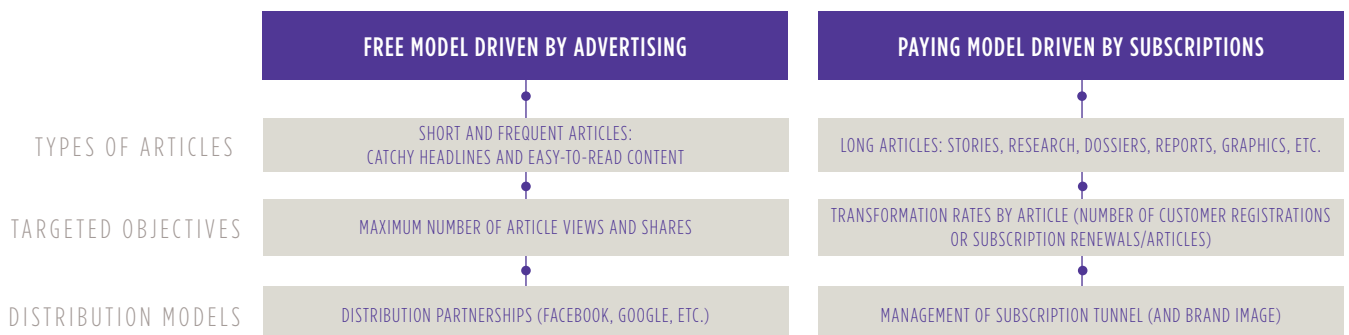 FREE MODEL DRIVEN BY ADVERTISING
PAYING MODEL DRIVEN BY SUBSCRIPTIONS
TYPES OF ARTICLES
SHORT AND FREQUENT ARTICLES:
CATCHY HEADLINES AND EASY-TO-READ CONTENT
LONG ARTICLES: STORIES, RESEARCH, DOSSIERS, REPORTS, GRAPHICS, ETC.
TARGETED OBJECTIVES
MAXIMUM NUMBER OF ARTICLE VIEWS AND SHARES
TRANSFORMATION RATES BY ARTICLE (NUMBER OF CUSTOMER REGISTRATIONS
OR SUBSCRIPTION RENEWALS/ARTICLES)
DISTRIBUTION MODELS
DISTRIBUTION PARTNERSHIPS (FACEBOOK, GOOGLE, ETC.)
MANAGEMENT OF SUBSCRIPTION TUNNEL (AND BRAND IMAGE)